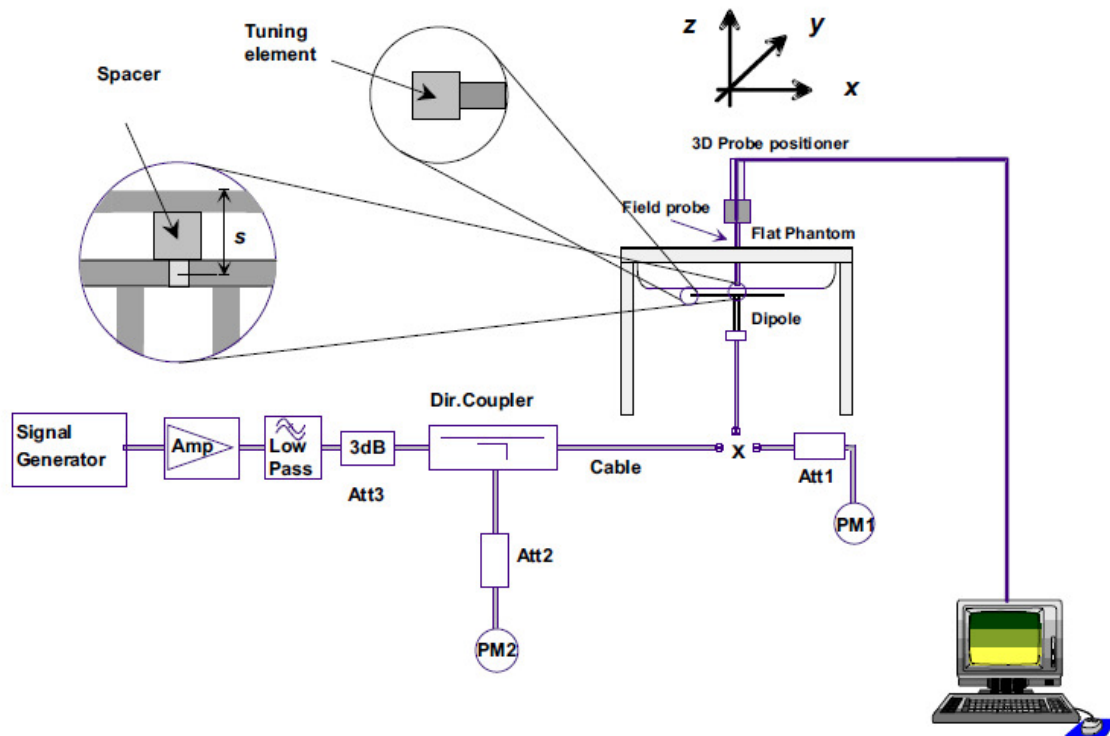 Tuning
element
Spacer
s
z
y
x
3D Probe positioner
Field probe
Flat Phantom
Dipole
Dir.Coupler
Signal
Generator
Amp
Low
Pass
3dB
Att3
Cable
X
Att1
PM1
Att2
PM2